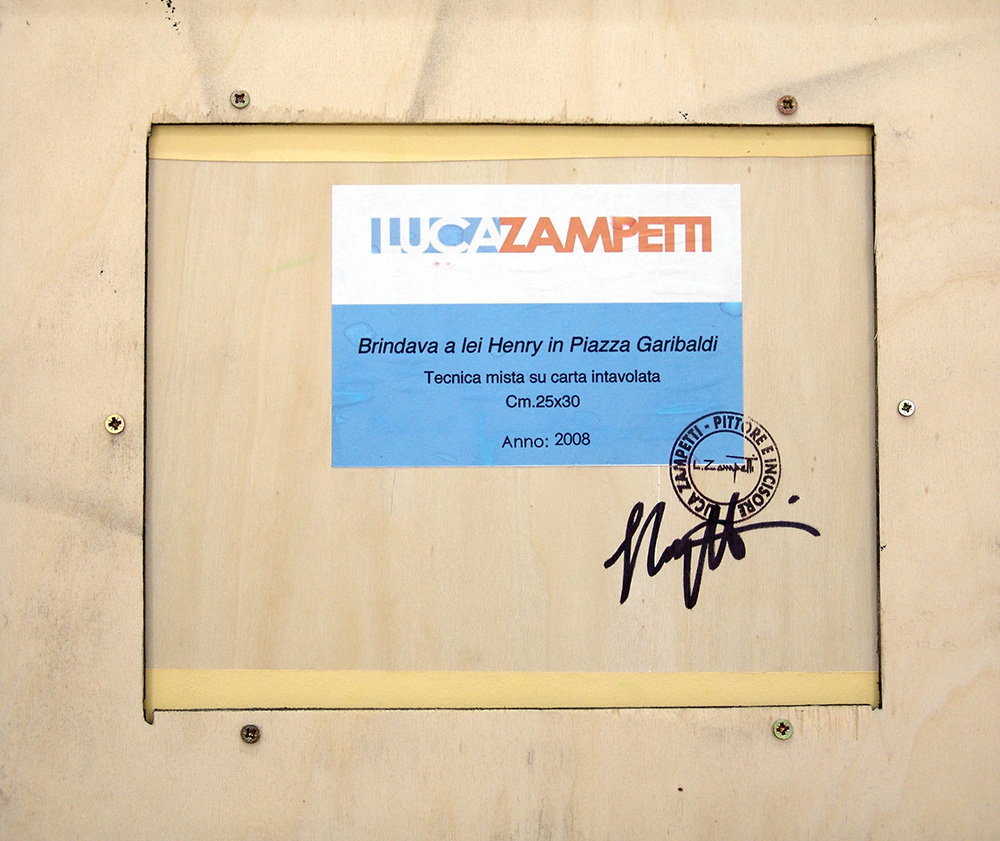 LUCAZAMPETTI
Brindava a lei Henry in Piazza Garibaldi
Tecnica mista su carta intavolata
Cm.25x30
Anno: 2008
LUCA ZAMPETTI - PITTORE E INCISORE
L. Zampetti